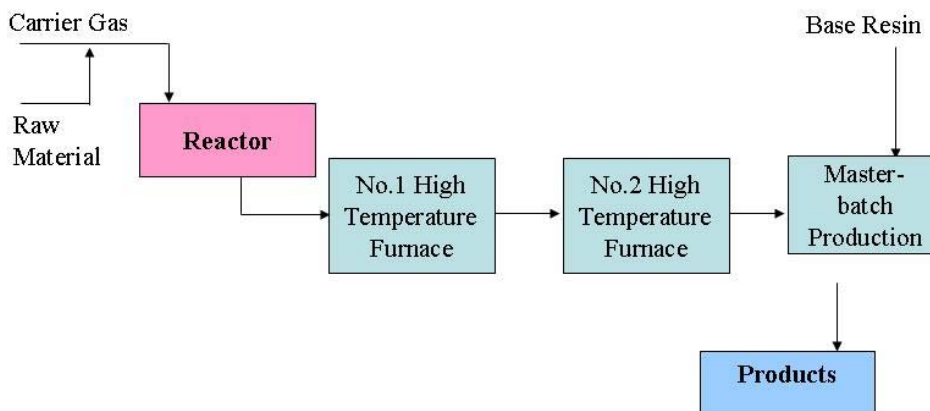 Carrier Gas
Raw
Material
Reactor
No.1 High
Temperature
Furnace
No.2 High
Temperature
Furnace
Base Resin
Master-
batch
Production
Products